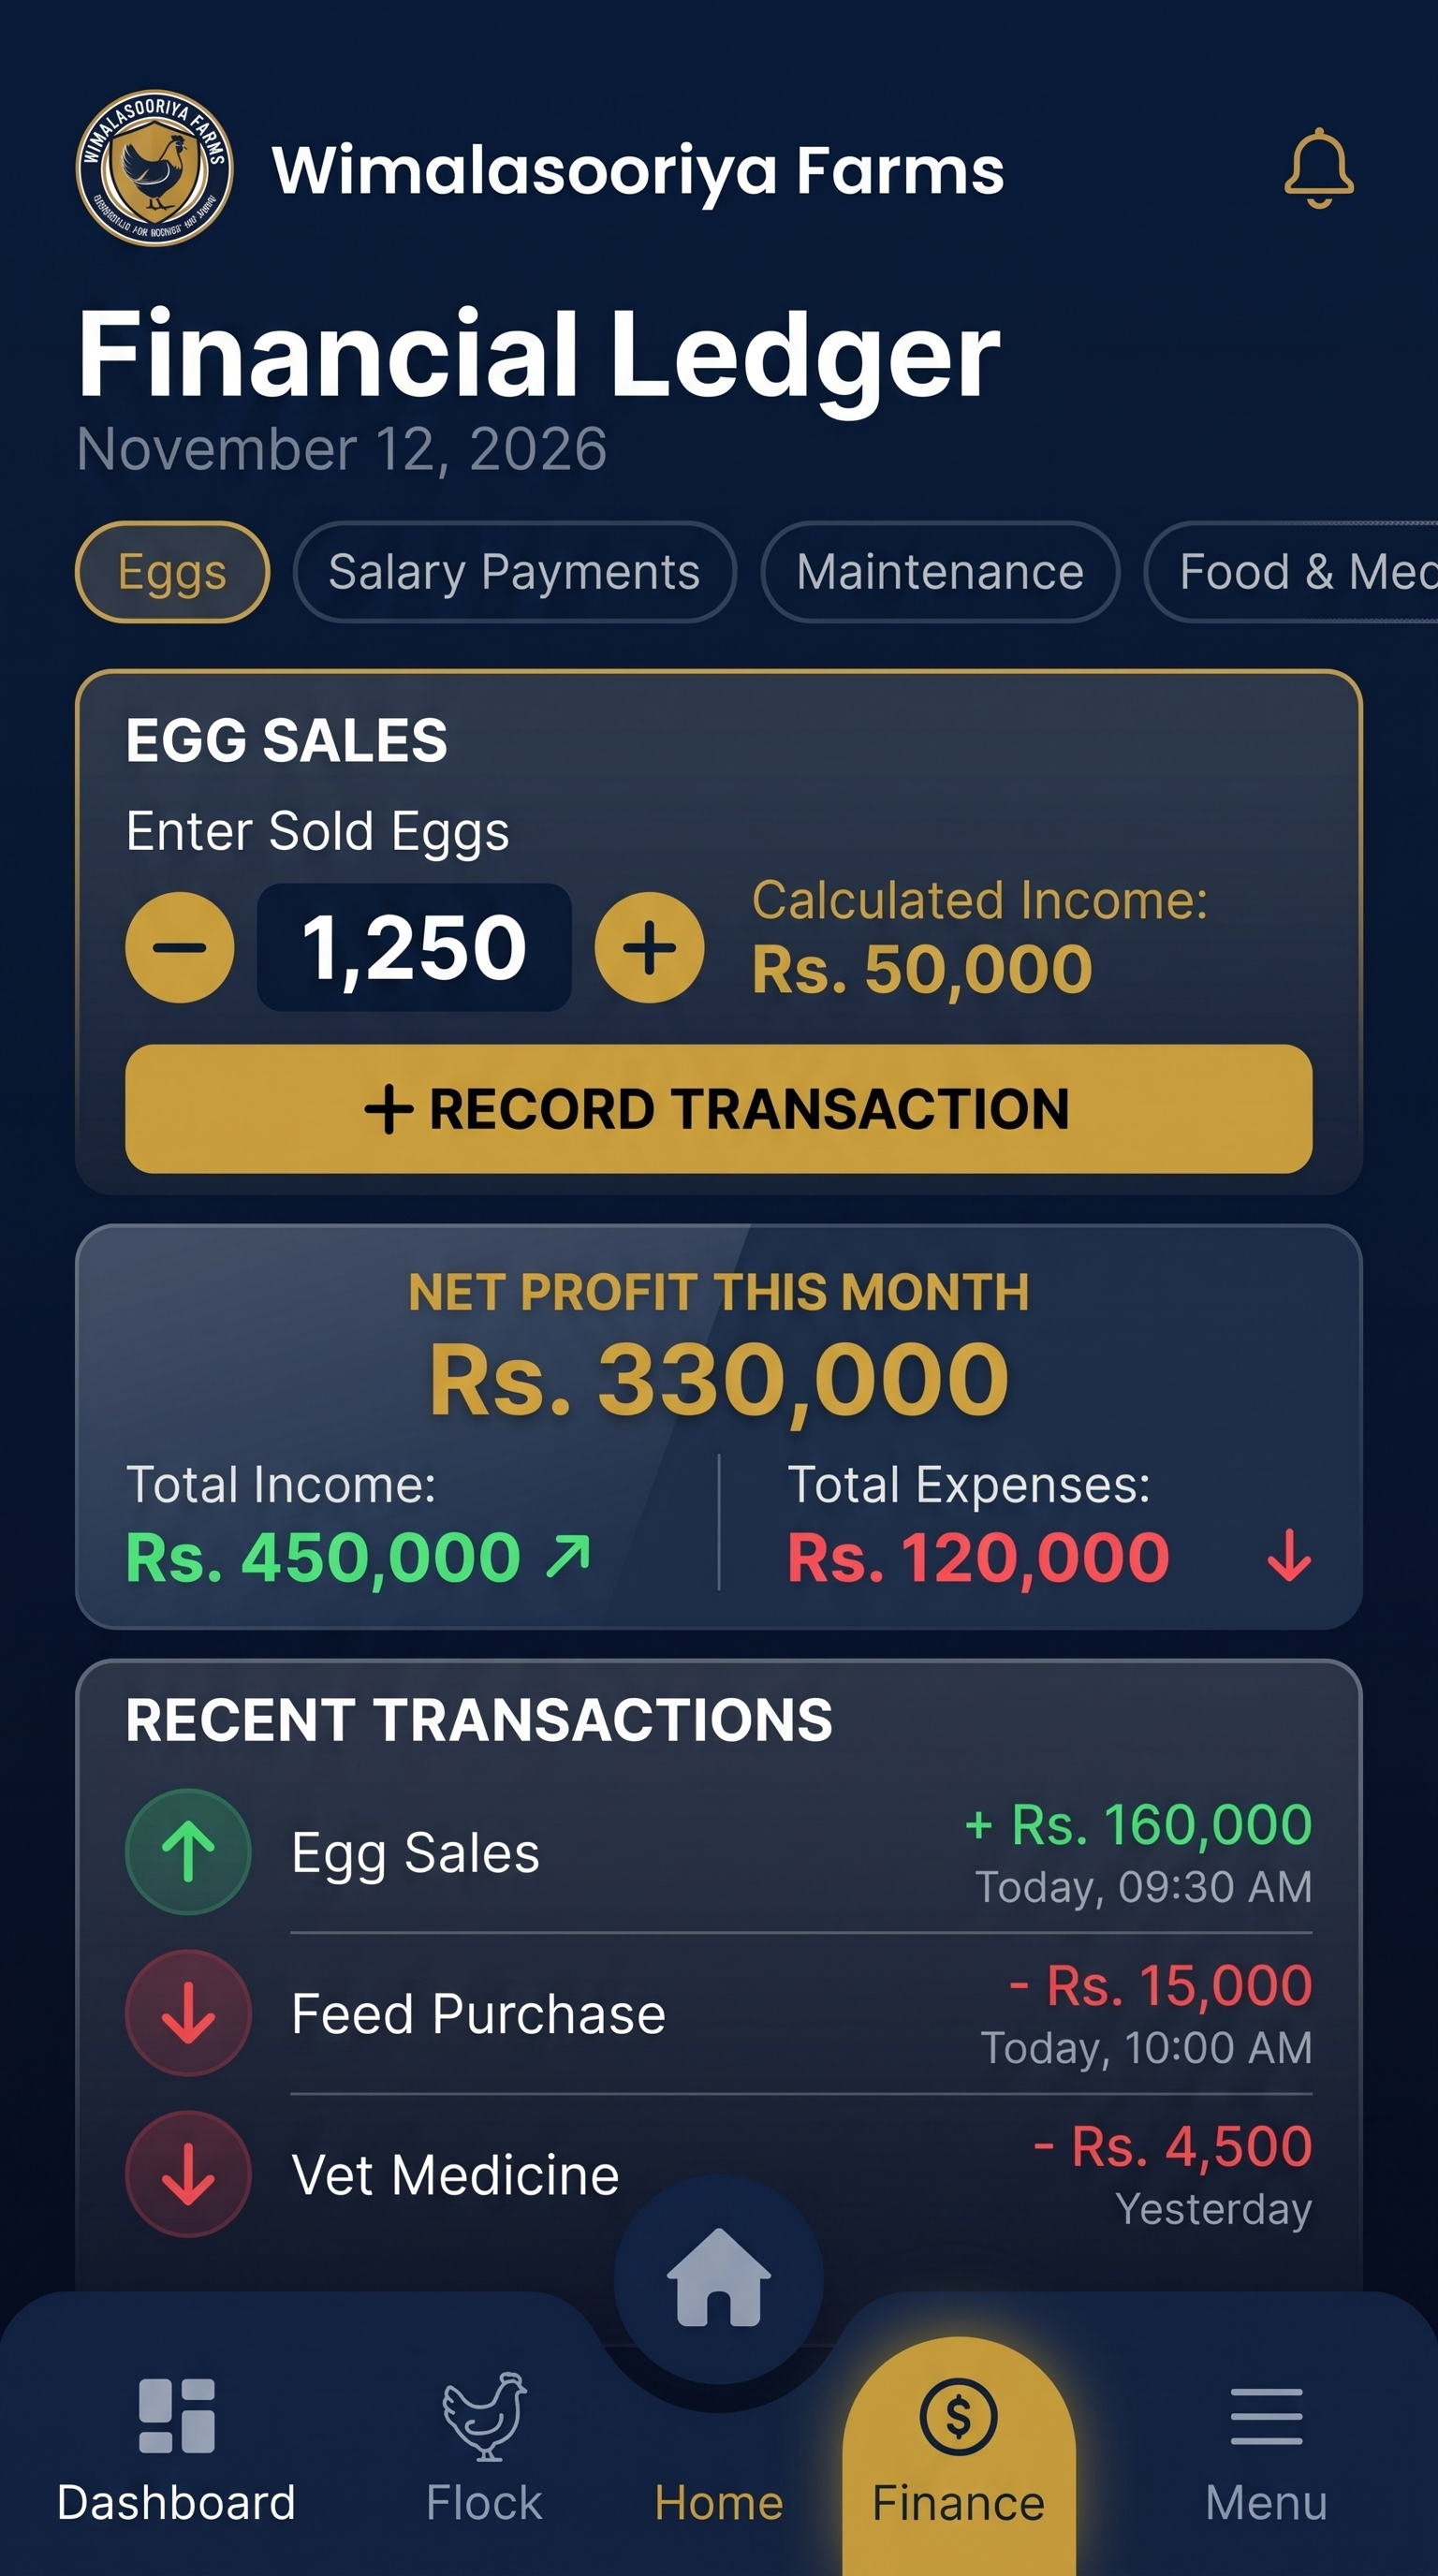 WIMALASOORIYA FARMS
Wimalasooriya Farms
Financial Ledger
November 12, 2026
Eggs
Salary Payments
Maintenance
Food & Med
EGG SALES
Enter Sold Eggs
1,250
Calculated Income:
Rs. 50,000
RECORD TRANSACTION
NET PROFIT THIS MONTH
Rs. 330,000
Total Income:
Rs. 450,000
Total Expenses:
Rs. 120,000
RECENT TRANSACTIONS
Egg Sales
+ Rs. 160,000
Today, 09:30 AM
Feed Purchase
- Rs. 15,000
Today, 10:00 AM
Vet Medicine
- Rs. 4,500
Yesterday
Dashboard
Flock
Home
Finance
Menu